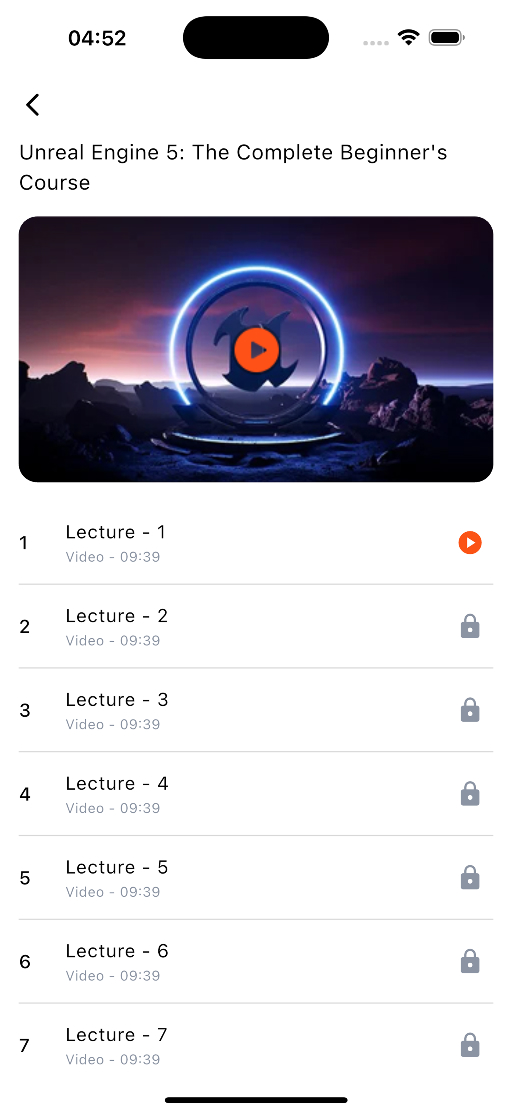 04:52
Unreal Engine 5: The Complete Beginner's
Course
1
Lecture - 1
Video - 09:39
2
Lecture - 2
Video - 09:39
3
Lecture - 3
Video - 09:39
4
Lecture - 4
Video - 09:39
5
Lecture - 5
Video - 09:39
6
Lecture - 6
Video - 09:39
7
Lecture - 7
Video - 09:39